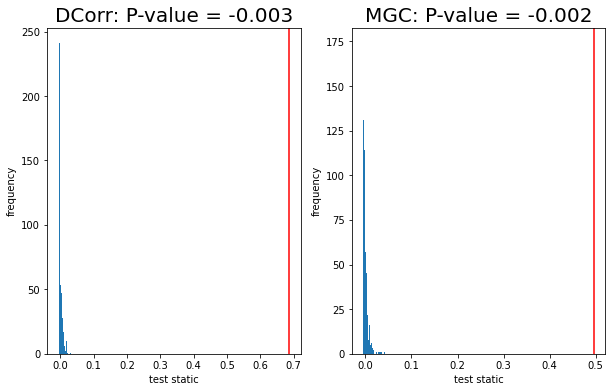 DCorr: P-value = -0.003
250
200
150
100
50
0
frequency
0.0 0.1 0.2 0.3 0.4 0.5 0.6 0.7
test static
MGC: P-value = -0.002
175
150
125
100
75
50
25
0
frequency
0.0 0.1 0.2 0.3 0.4 0.5
test static